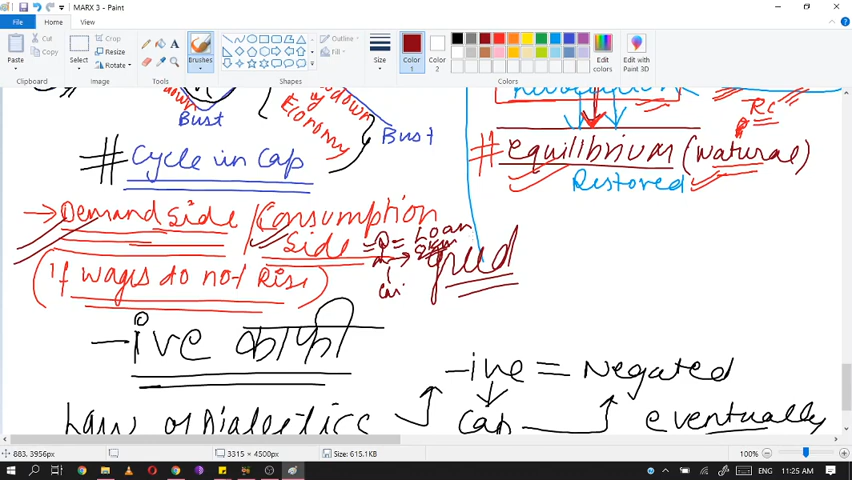 MARX 3 - Paint
File Home View
Paste Cut Copy Select Crop Resize Rotate Brushes Outline Fill Size Color 1 Color 2 Edit colors Edit with Paint 3D
Clipboard Image Tools Shapes Colors
down
by
Economy
Bust
Bust
RC
# Cycle in Cap
# equilibrium (natural)
Restored
→ Demand side / Consumption
Side
= Loan
greed
(if wages do not Rise)
-ive
-ive = Negated
Law of Dialectics
Cap
eventually
883, 3956px 3315 × 4500px Size: 615.1KB 100%
ENG 11:25 AM